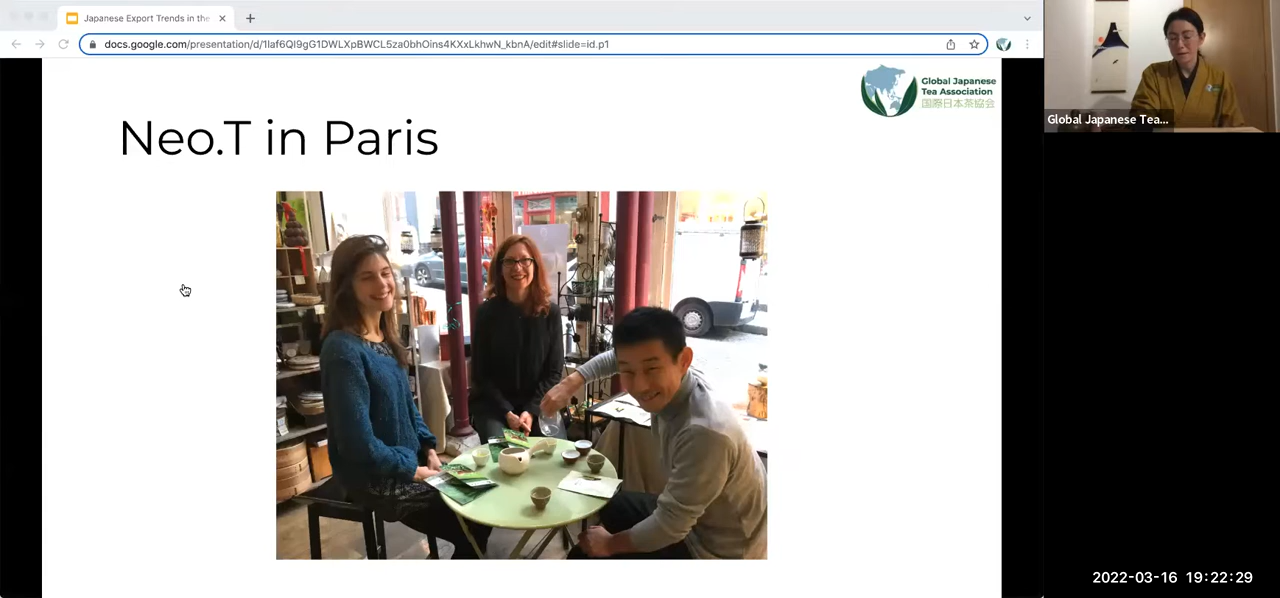 Japanese Export Trends in the
docs.google.com/presentation/d/1Iaf6QI9gG1DWLXpBWCL5za0bhOins4KXxLkhwN_kbnA/edit#slide=id.p1
Global Japanese
Tea Association
国際日本茶協会
Neo.T in Paris
Global Japanese Tea...
2022-03-16 19:22:29